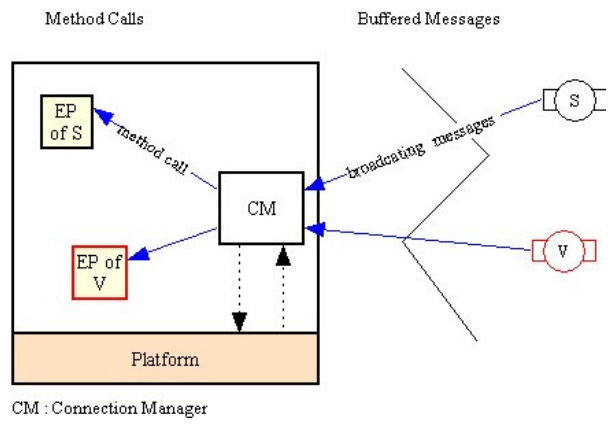 Method Calls
Buffered Messages
EP
of S
method call
broadcating messages
S
CM
EP of
V
V
Platform
CM : Connection Manager